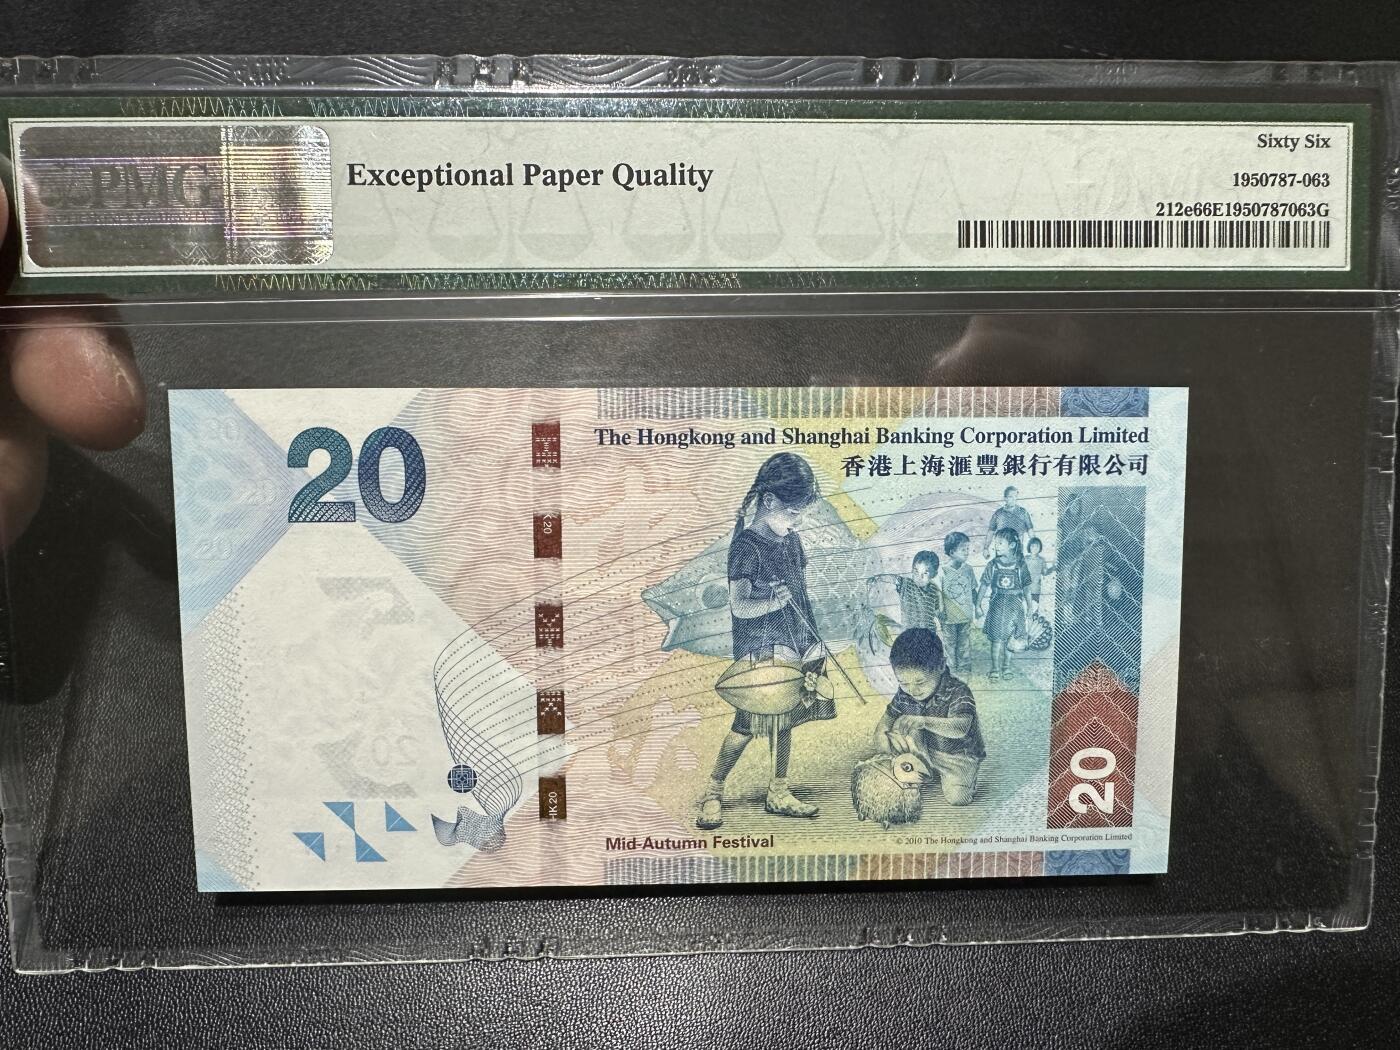 PMG
Exceptional Paper Quality
Sixty Six
1950787-063
212e66E1950787063G
20
The Hongkong and Shanghai Banking Corporation Limited
香港上海滙豐銀行有限公司
20
HK20
20
Mid-Autumn Festival
© 2010 The Hongkong and Shanghai Banking Corporation Limited